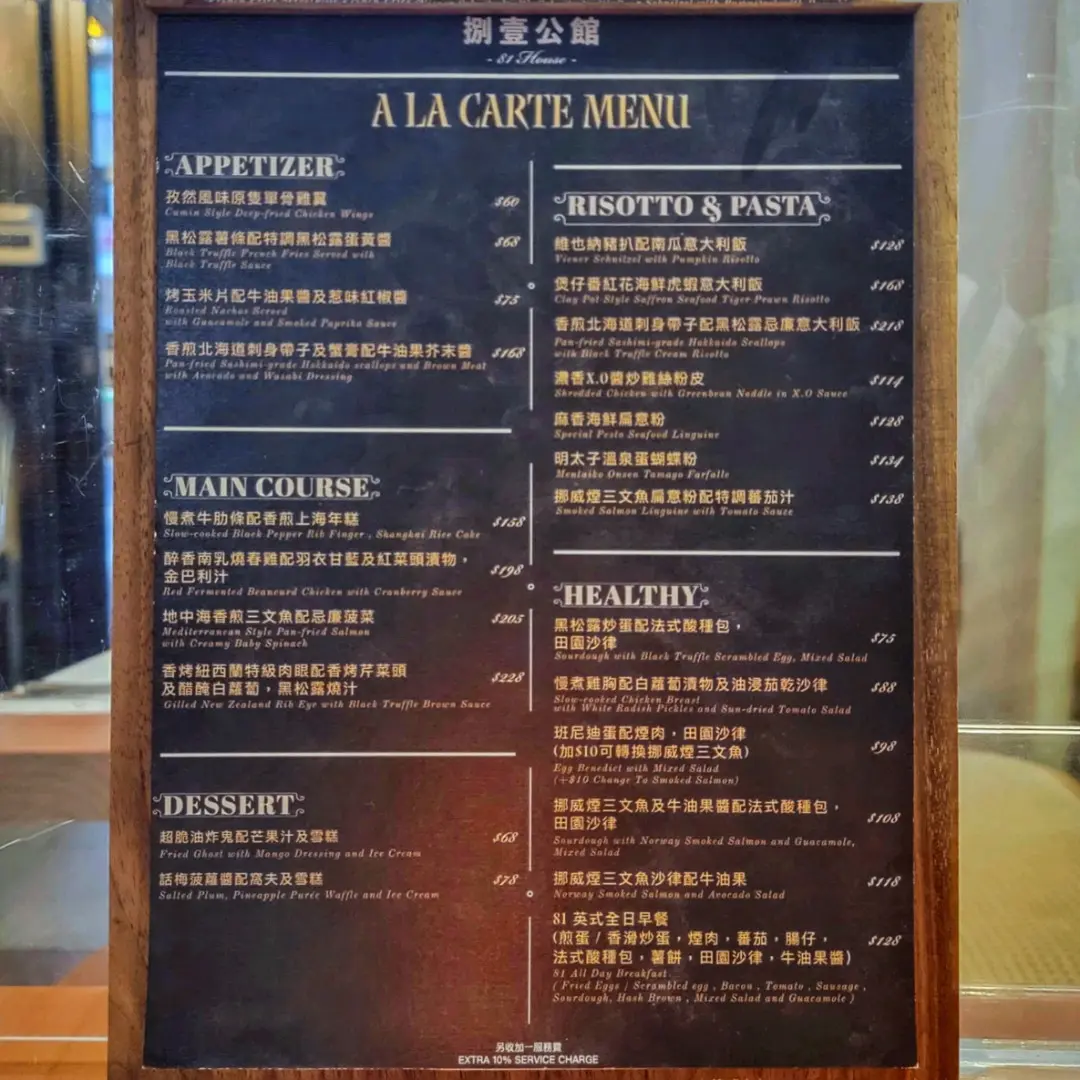 捌壹公館
- 81 House -
A LA CARTE MENU
APPETIZER
孜然風味原隻單骨雞翼 $60
Cumin Style Deep-fried Chicken Wings
黑松露薯條配特調黑松露蛋黃醬 $68
Black Truffle French Fries Served with
Black Truffle Sauce
烤玉米片配牛油果醬及惹味紅椒醬 $75
Roasted Nachos Served
with Guacamole and Smoked Paprika Sauce
香煎北海道刺身帶子及蟹膏配牛油果芥末醬 $168
Pan-fried Sashimi-grade Hokkaido scallops and Brown Meat
with Avocado and Wasabi Dressing
MAIN COURSE
慢煮牛肋條配香煎上海年糕 $158
Slow-cooked Black Pepper Rib Finger , Shanghai Rice Cake
醉香南乳燒春雞配羽衣甘藍及紅菜頭漬物，
金巴利汁 $198
Red Fermented Beancurd Chicken with Cranberry Sauce
地中海香煎三文魚配忌廉菠菜 $205
Mediterranean Style Pan-fried Salmon
with Creamy Baby Spinach
香烤紐西蘭特級肉眼配香烤芹菜頭
及醋醃白蘿蔔，黑松露燒汁 $228
Gilled New Zealand Rib Eye with Black Truffle Brown Sauce
DESSERT
超脆油炸鬼配芒果汁及雪糕 $68
Fried Ghost with Mango Dressing and Ice Cream
話梅菠蘿醬配窩夫及雪糕 $78
Salted Plum, Pineapple Purée Waffle and Ice Cream
RISOTTO & PASTA
維也納豬扒配南瓜意大利飯 $128
Viener Schnitzel with Pumpkin Risotto
煲仔番紅花海鮮虎蝦意大利飯 $168
Clay Pot Style Saffron Seafood Tiger Prawn Risotto
香煎北海道刺身帶子配黑松露忌廉意大利飯 $218
Pan-fried Sashimi-grade Hokkaido Scallops
with Black Truffle Cream Risotto
濃香X.O醬炒雞絲粉皮 $114
Shredded Chicken with Greenbean Noddle in X.O Sauce
麻香海鮮扁意粉 $128
Special Pesto Seafood Linguine
明太子溫泉蛋蝴蝶粉 $134
Mentaiko Onsen Tamago Farfalle
挪威煙三文魚扁意粉配特調蕃茄汁 $138
Smoked Salmon Linguine with Tomato Sauce
HEALTHY
黑松露炒蛋配法式酸種包，
田園沙律 $75
Sourdough with Black Truffle Scrambled Egg, Mixed Salad
慢煮雞胸配白蘿蔔漬物及油浸茄乾沙律 $88
Slow-cooked Chicken Breast
with White Radish Pickles and Sun-dried Tomato Salad
班尼迪蛋配煙肉，田園沙律
(加$10可轉換挪威煙三文魚) $98
Egg Benedict with Mixed Salad
(+$10 Change To Smoked Salmon)
挪威煙三文魚及牛油果醬配法式酸種包，
田園沙律 $108
Sourdough with Norway Smoked Salmon and Guacamole,
Mixed Salad
挪威煙三文魚沙律配牛油果 $118
Norway Smoked Salmon and Avocado Salad
81 英式全日早餐
(煎蛋 / 香滑炒蛋，煙肉，蕃茄，腸仔， $128
法式酸種包，薯餅，田園沙律，牛油果醬)
81 All Day Breakfast
( Fried Eggs / Scrambled egg , Bacon , Tomato , Sausage ,
Sourdough, Hash Brown , Mixed Salad and Guacamole )
另收加一服務費
EXTRA 10% SERVICE CHARGE